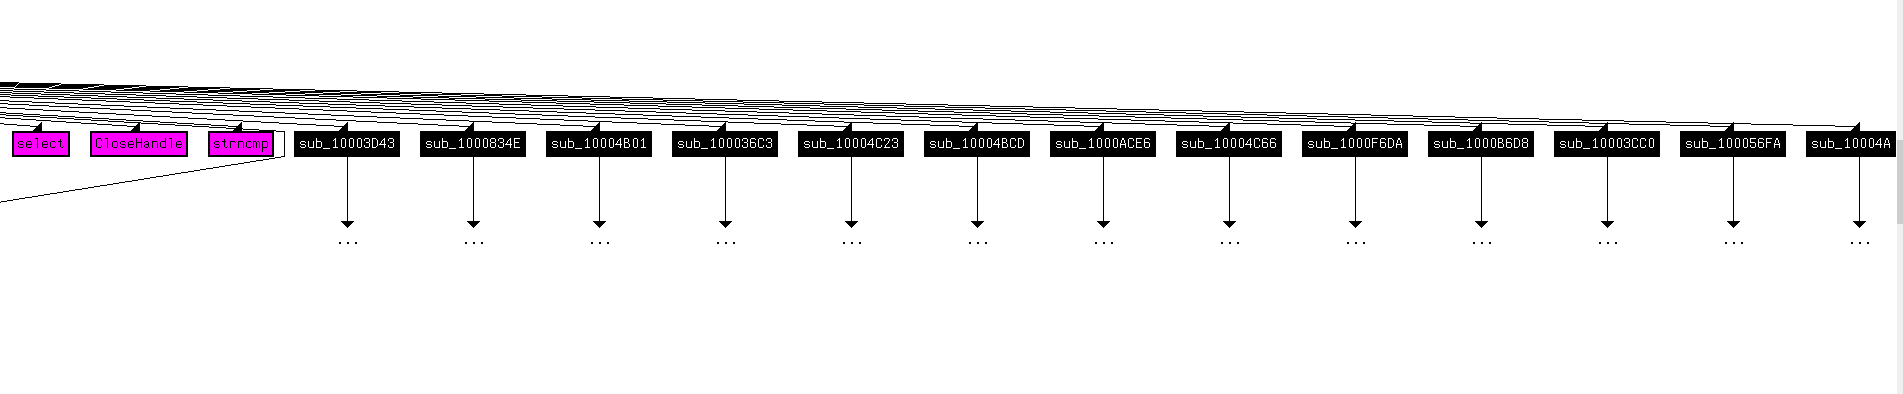 select CloseHandle strncmp sub_10003D43 sub_1000834E sub_10004B01 sub_100036C3 sub_10004C23 sub_10004BCD sub_1000ACE6 sub_10004C66 sub_1000F6DA sub_1000B6D8 sub_10003CC0 sub_100056FA sub_10004A
... ... ... ... ... ... ... ... ... ... ... ... ...